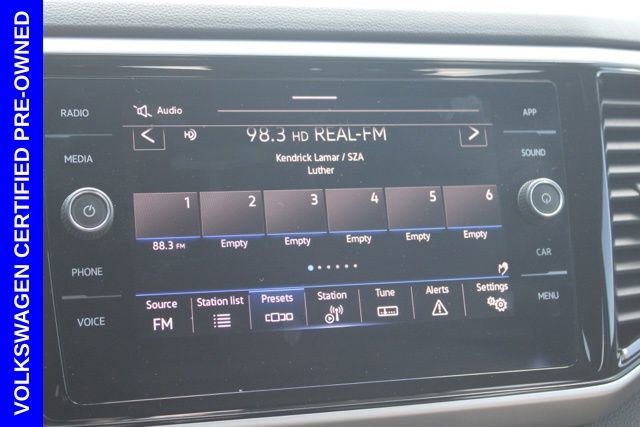 VOLKSWAGEN CERTIFIED PRE-OWNED
RADIO
MEDIA
PHONE
VOICE
Audio
HD
98.3 HD REAL-FM
Kendrick Lamar / SZA
Luther
1 2 3 4 5 6
88.3 FM Empty Empty Empty Empty Empty
Source Station list Presets Station Tune Alerts Settings
FM
APP
SOUND
CAR
MENU